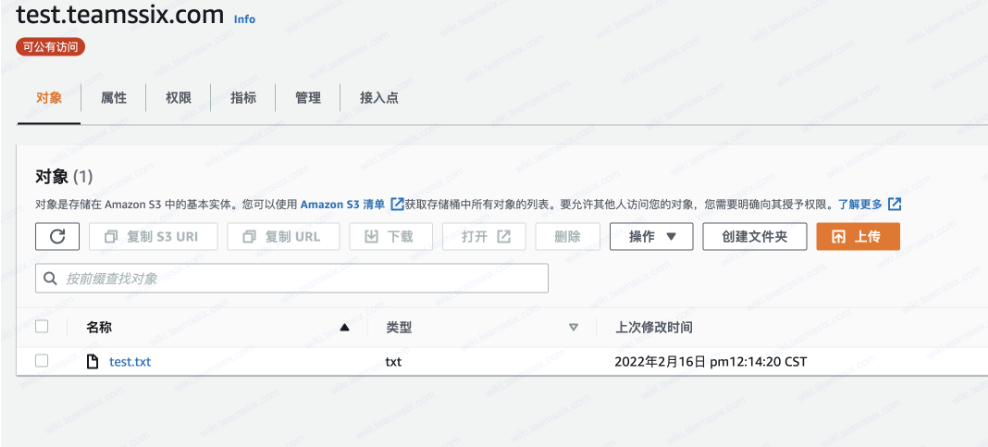 test.teamssix.com Info
可公有访问
对象 属性 权限 指标 管理 接入点
对象 (1)
对象是存储在 Amazon S3 中的基本实体。您可以使用 Amazon S3 清单 获取存储桶中所有对象的列表。要允许其他人访问您的对象，您需要明确向其授予权限。了解更多
复制 S3 URI 复制 URL 下载 打开 删除 操作 创建文件夹 上传
按前缀查找对象
名称 类型 上次修改时间
test.txt txt 2022年2月16日 pm12:14:20 CST
wiki.teamssix.com